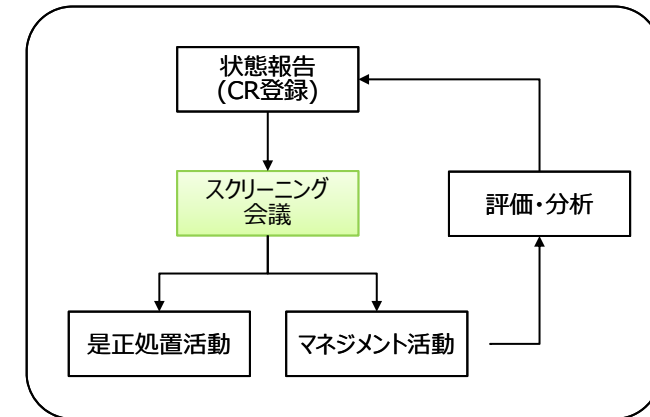 状態報告
(CR登録)
スクリーニング
会議
評価・分析
是正処置活動
マネジメント活動